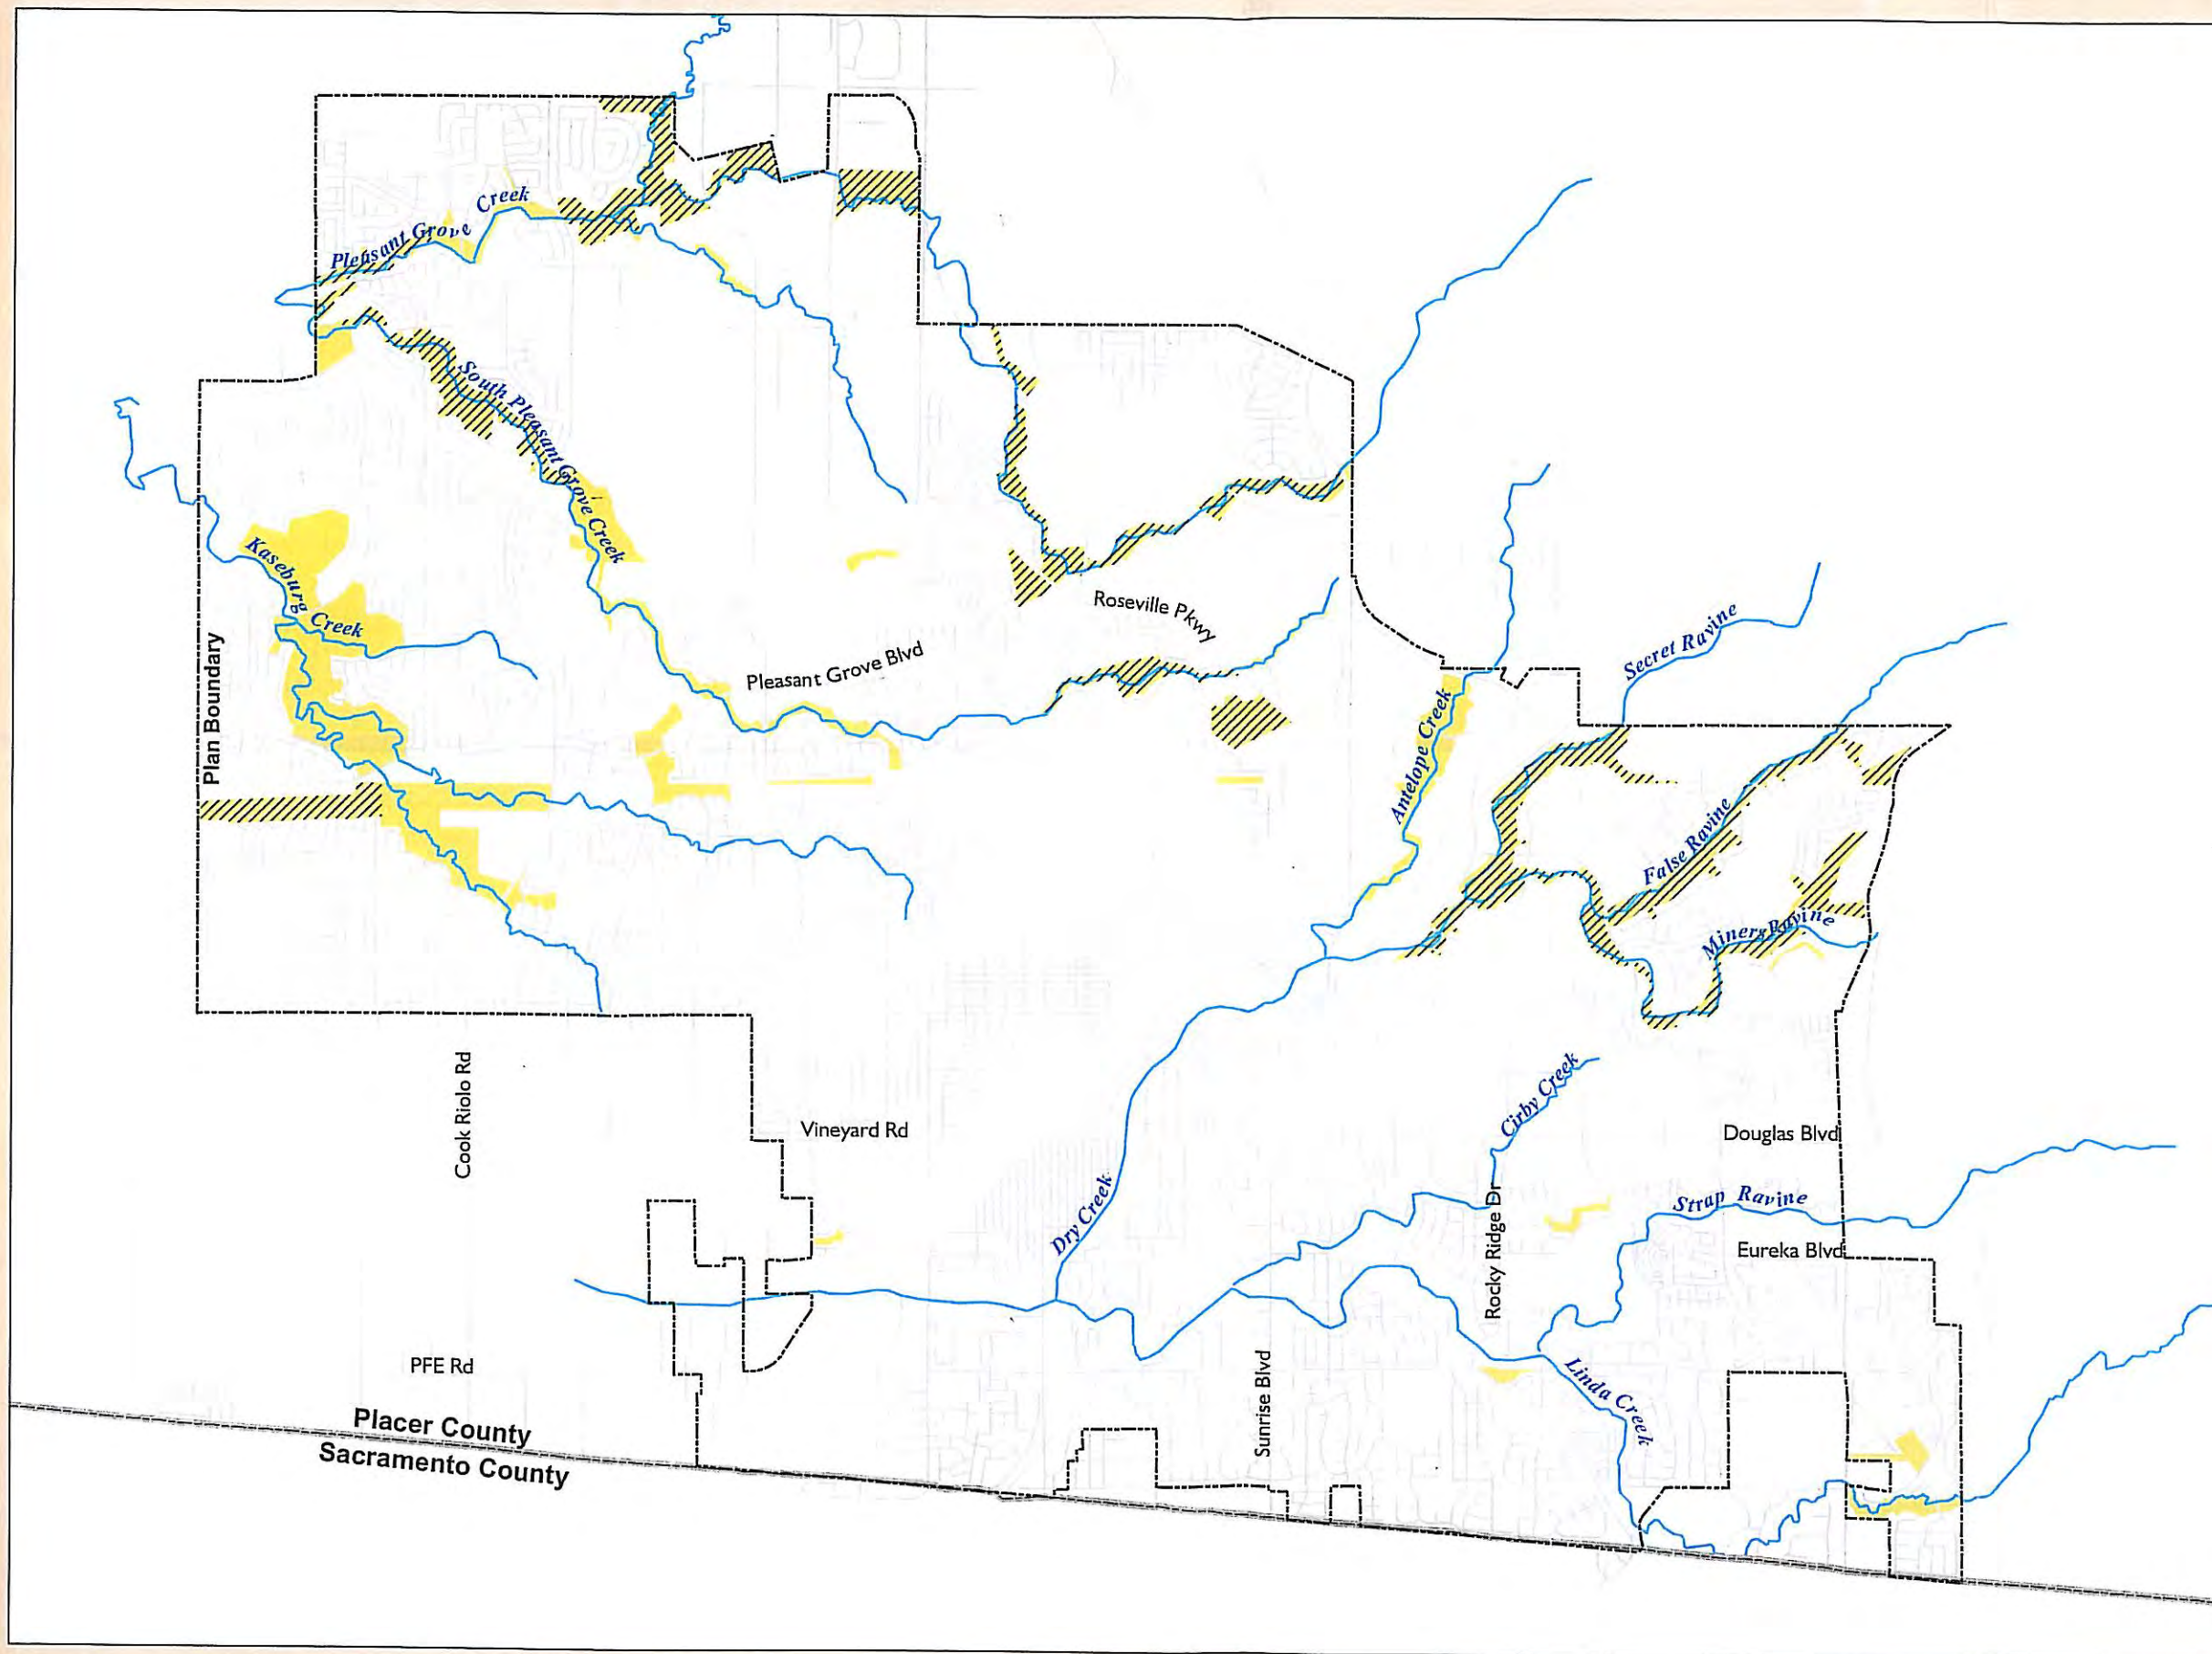 Pleasant Grove Creek
South Pleasant Grove Creek
Kaseburg Creek
Plan Boundary
Roseville Pkwy
Pleasant Grove Blvd
Antelope Creek
Secret Ravine
False Ravine
Miners Ravine
Cook Riolo Rd
Vineyard Rd
Dry Creek
Cirby Creek
Douglas Blvd
Strap Ravine
Rocky Ridge Dr
Eureka Blvd
PFE Rd
Sunrise Blvd
Linda Creek
Placer County
Sacramento County